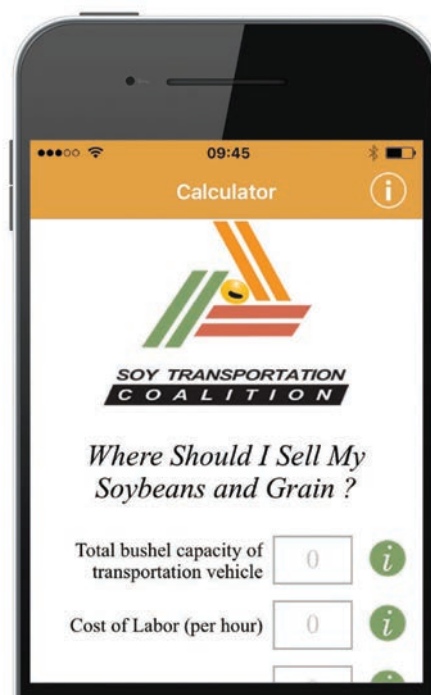 09:45
Calculator
i
SOY TRANSPORTATION
COALITION
Where Should I Sell My
Soybeans and Grain ?
Total bushel capacity of
transportation vehicle
0
i
Cost of Labor (per hour)
0
i